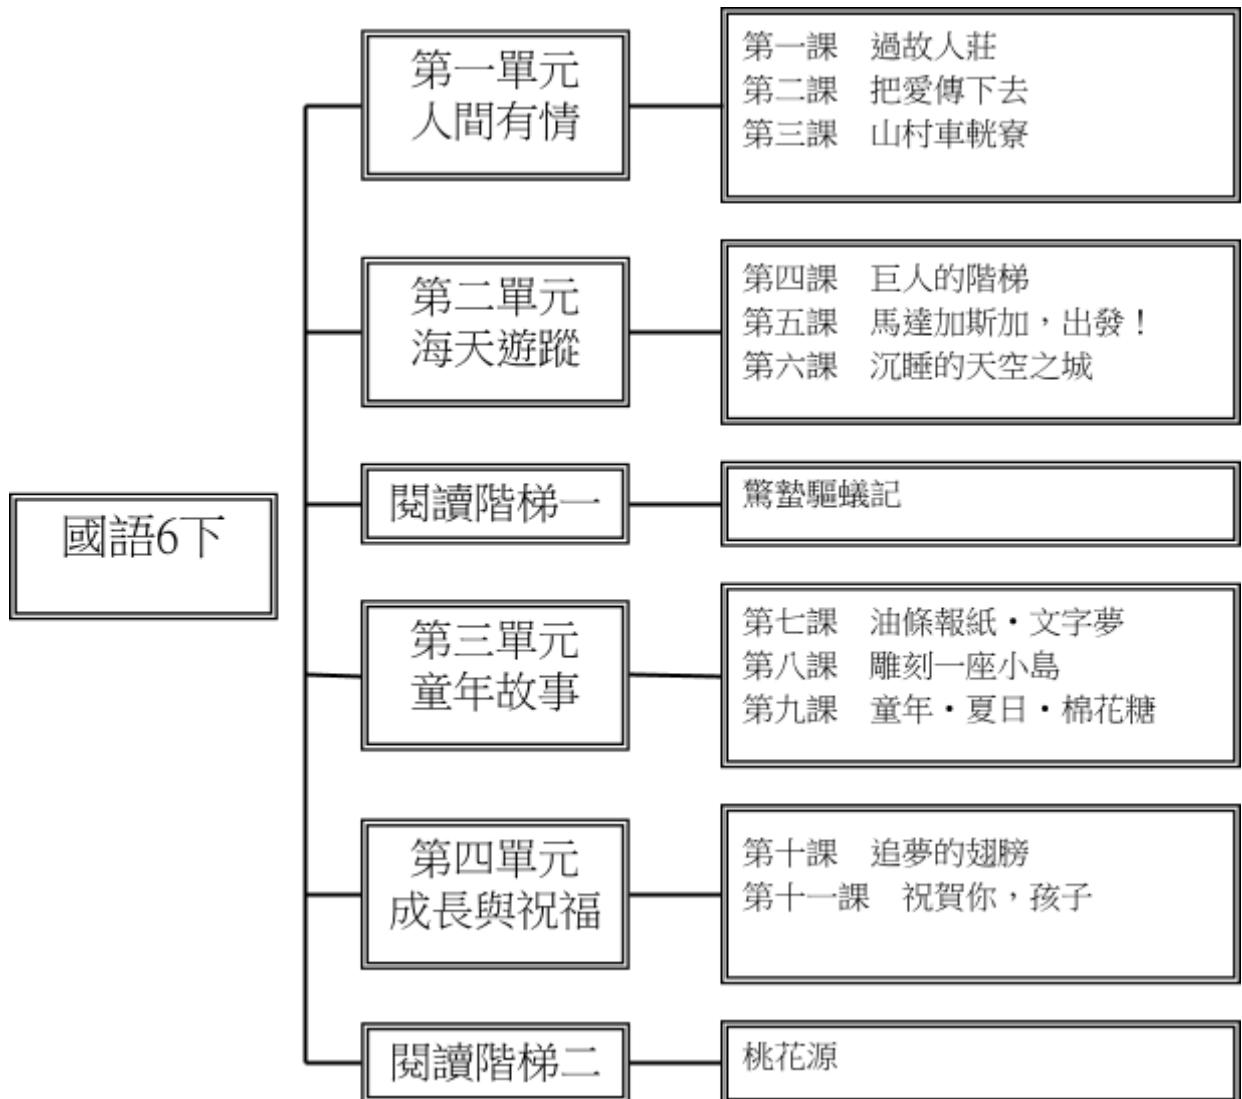 國語6下
第一單元
人間有情
第一課　過故人莊
第二課　把愛傳下去
第三課　山村車輄寮
第二單元
海天遊蹤
第四課　巨人的階梯
第五課　馬達加斯加，出發！
第六課　沉睡的天空之城
閱讀階梯一
驚蟄驅蟻記
第三單元
童年故事
第七課　油條報紙・文字夢
第八課　雕刻一座小島
第九課　童年・夏日・棉花糖
第四單元
成長與祝福
第十課　追夢的翅膀
第十一課　祝賀你，孩子
閱讀階梯二
桃花源